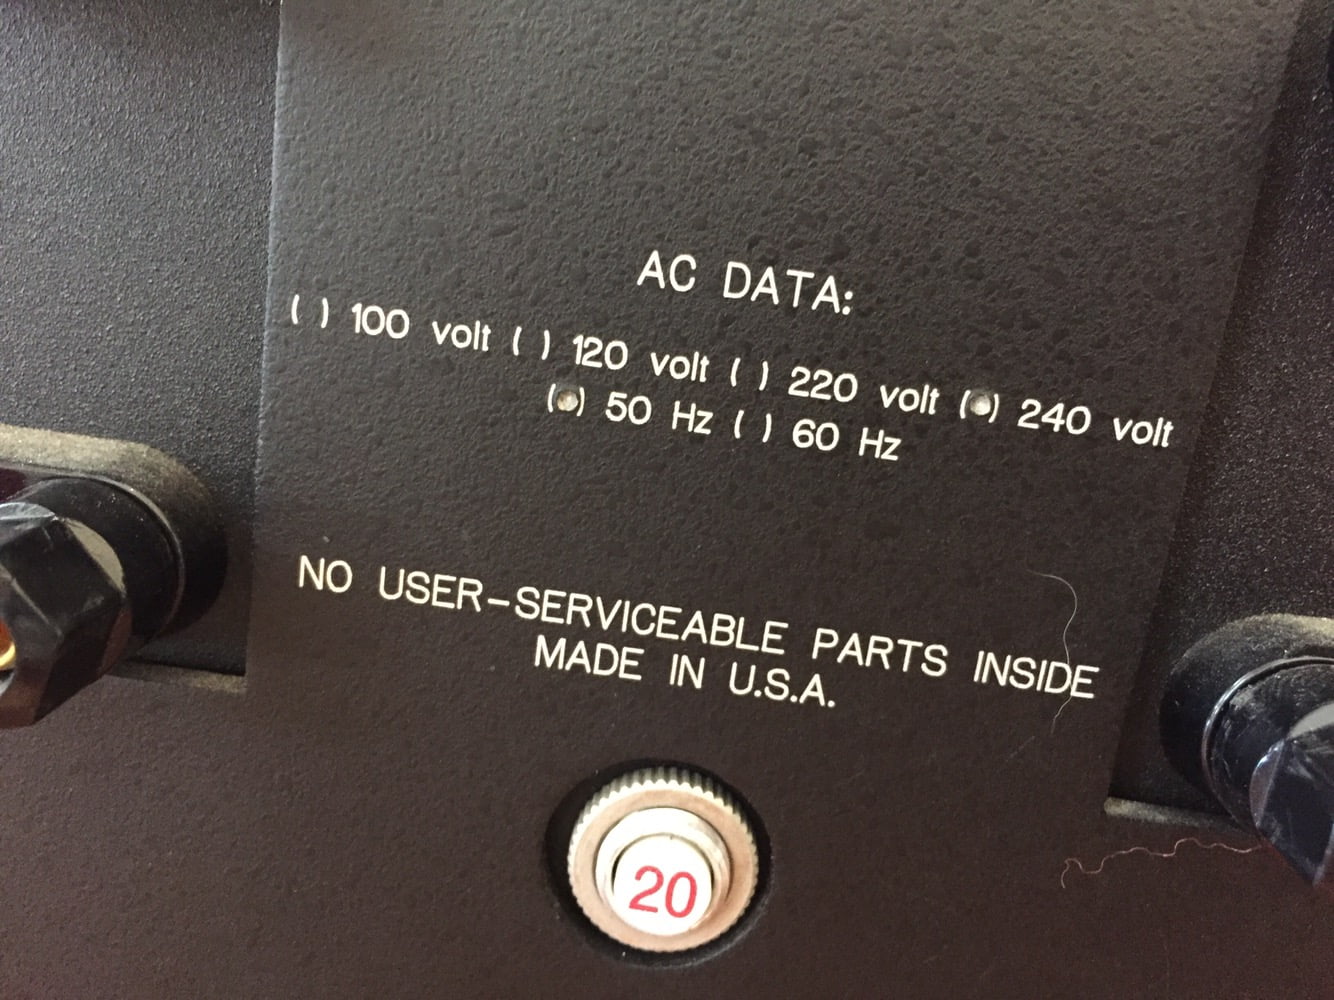 AC DATA:
( ) 100 volt ( ) 120 volt ( ) 220 volt (•) 240 volt
(•) 50 Hz ( ) 60 Hz
NO USER-SERVICEABLE PARTS INSIDE
MADE IN U.S.A.
20